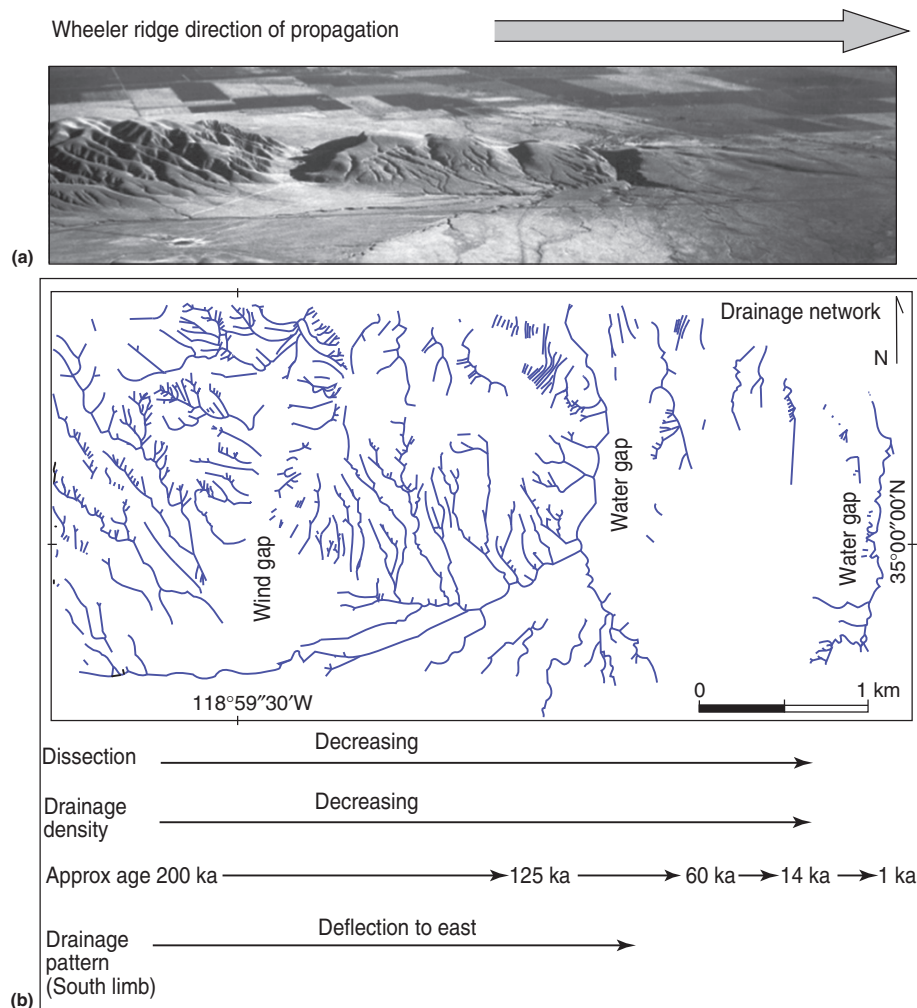 Wheeler ridge direction of propagation
(a)
Drainage network
N
Wind gap
Water gap
Water gap
35°00″00′N
118°59″30′W
0 1 km
Dissection
Decreasing
Drainage
density
Decreasing
Approx age 200 ka 125 ka 60 ka 14 ka 1 ka
Drainage
pattern
(South limb)
Deflection to east
(b)